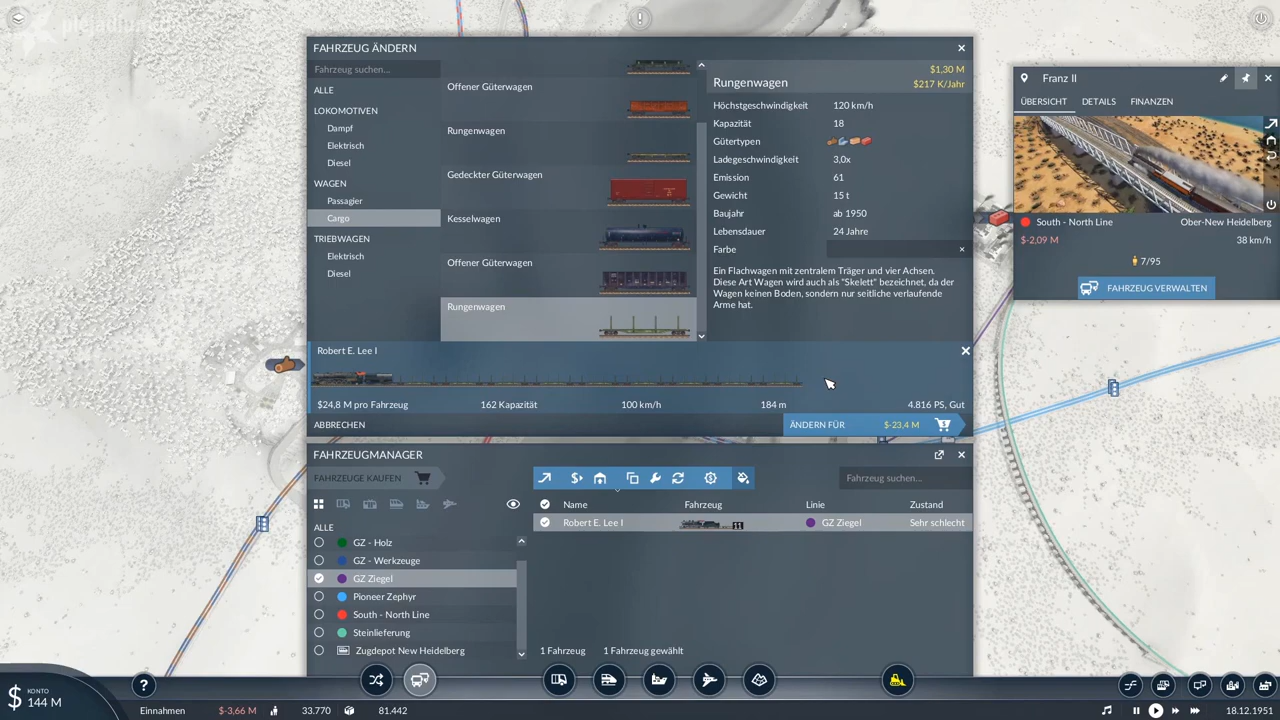 FAHRZEUG ÄNDERN
Fahrzeug suchen...
ALLE
LOKOMOTIVEN
Dampf
Elektrisch
Diesel
WAGEN
Passagier
Cargo
TRIEBWAGEN
Elektrisch
Diesel
Offener Güterwagen
Rungenwagen
Gedeckter Güterwagen
Kesselwagen
Offener Güterwagen
Rungenwagen
$1,30 M
Rungenwagen
$217 K/Jahr
Höchstgeschwindigkeit 120 km/h
Kapazität 18
Gütertypen
Ladegeschwindigkeit 3,0x
Emission 61
Gewicht 15 t
Baujahr ab 1950
Lebensdauer 24 Jahre
Farbe
Ein Flachwagen mit zentralem Träger und vier Achsen.
Diese Art Wagen wird auch als "Skelett" bezeichnet, da der
Wagen keinen Boden, sondern nur seitliche verlaufende
Arme hat.
Robert E. Lee I
$24,8 M pro Fahrzeug 162 Kapazität 100 km/h 184 m 4.816 PS, Gut
ABBRECHEN
ÄNDERN FÜR $-23,4 M
FAHRZEUGMANAGER
FAHRZEUGE KAUFEN
Fahrzeug suchen...
ALLE
GZ - Holz
GZ - Werkzeuge
GZ Ziegel
Pioneer Zephyr
South - North Line
Steinlieferung
Zugdepot New Heidelberg
Name Fahrzeug Linie Zustand
Robert E. Lee I GZ Ziegel Sehr schlecht
1 Fahrzeug 1 Fahrzeug gewählt
Franz II
ÜBERSICHT DETAILS FINANZEN
South - North Line Ober-New Heidelberg
$-2,09 M 38 km/h
7/95
FAHRZEUG VERWALTEN
KONTO
$ 144 M
?
Einnahmen $-3,66 M 33.770 81.442
18.12.1951